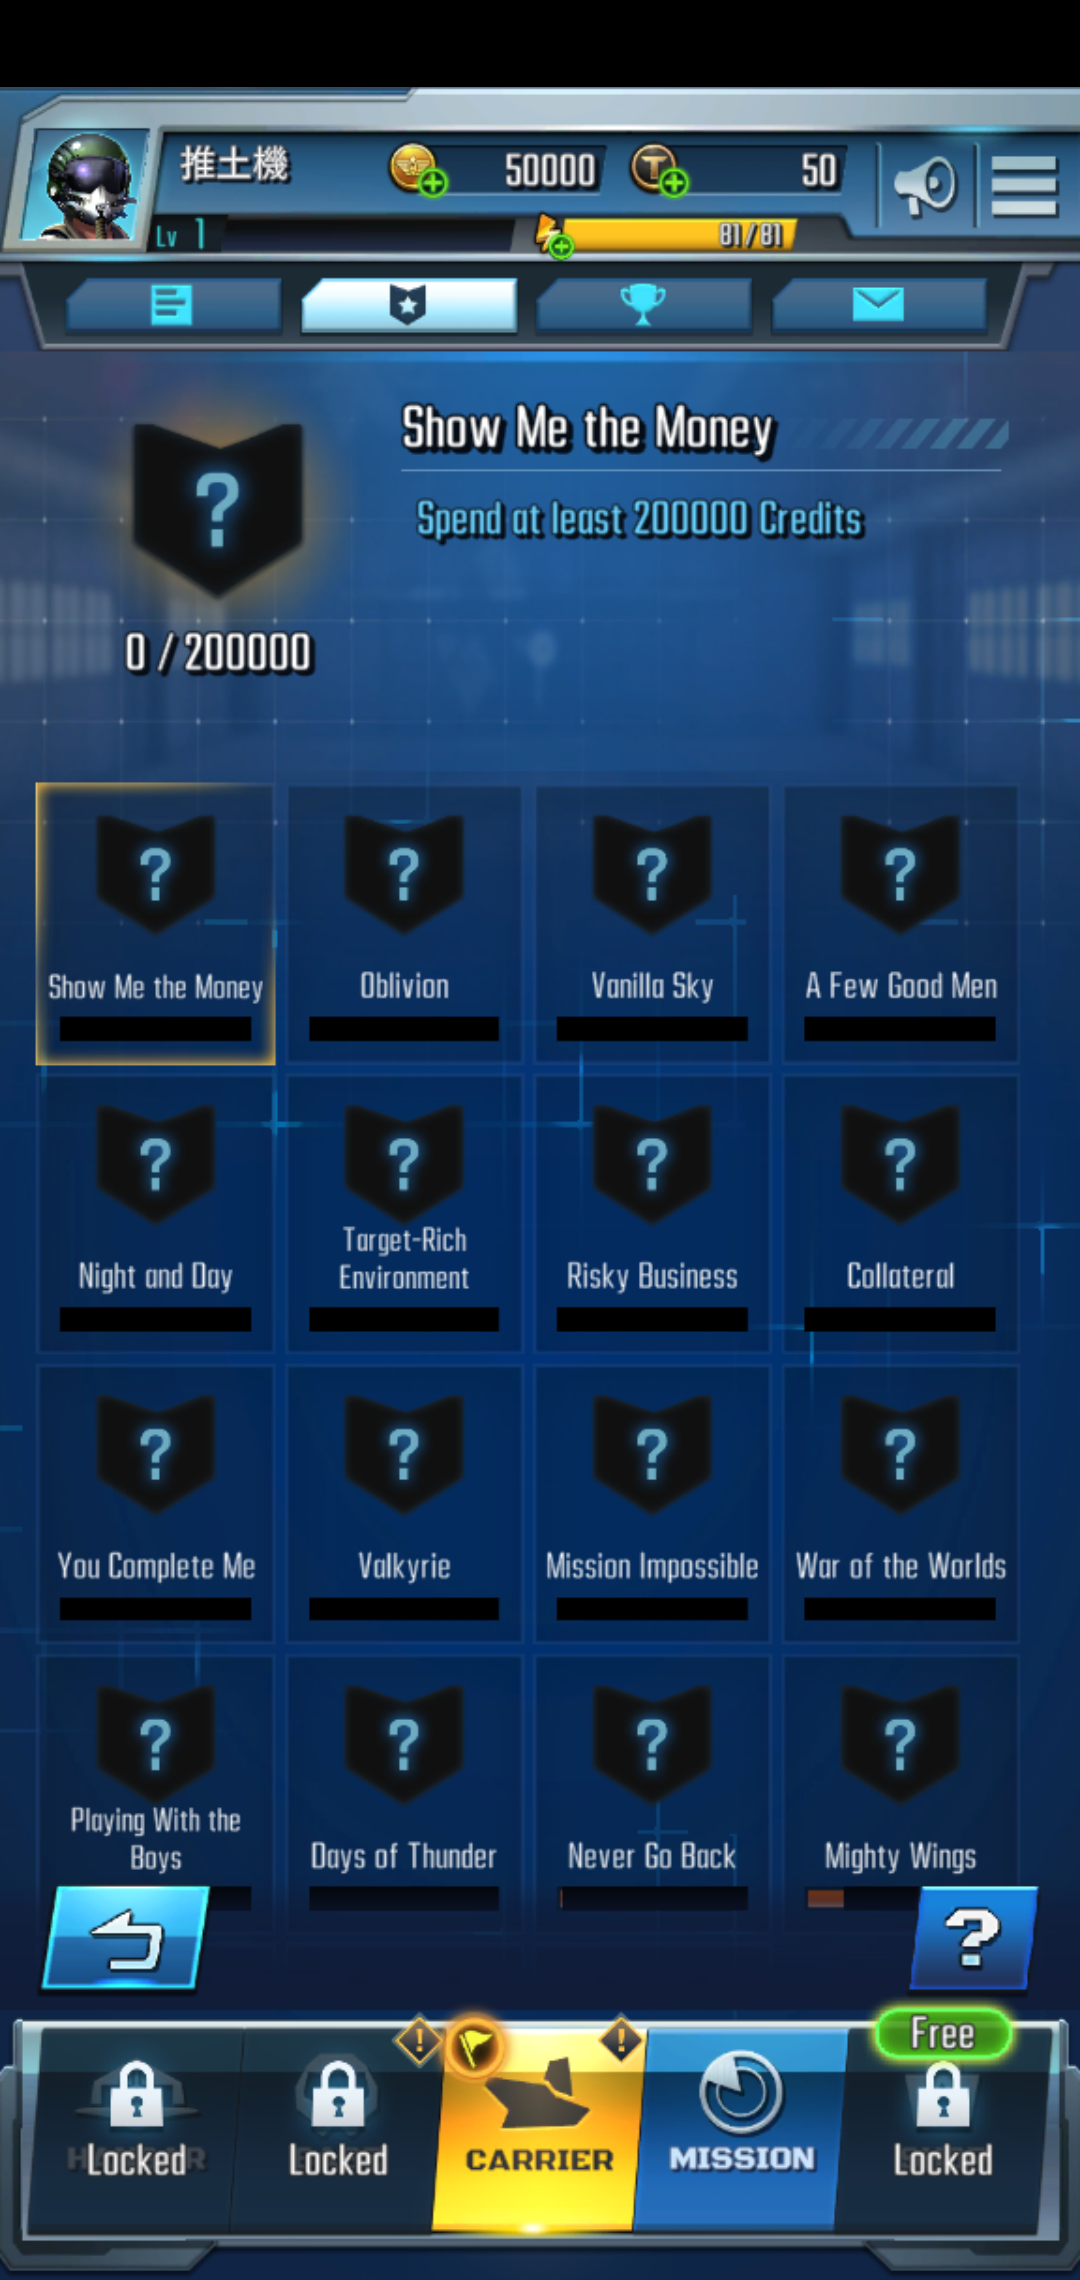 推土機
50000
50
Lv 1
81/81
Show Me the Money
Spend at least 200000 Credits
0 / 200000
Show Me the Money
Oblivion
Vanilla Sky
A Few Good Men
Night and Day
Target-Rich
Environment
Risky Business
Collateral
You Complete Me
Valkyrie
Mission Impossible
War of the Worlds
Playing With the
Boys
Days of Thunder
Never Go Back
Mighty Wings
Free
Locked
Locked
CARRIER
MISSION
Locked